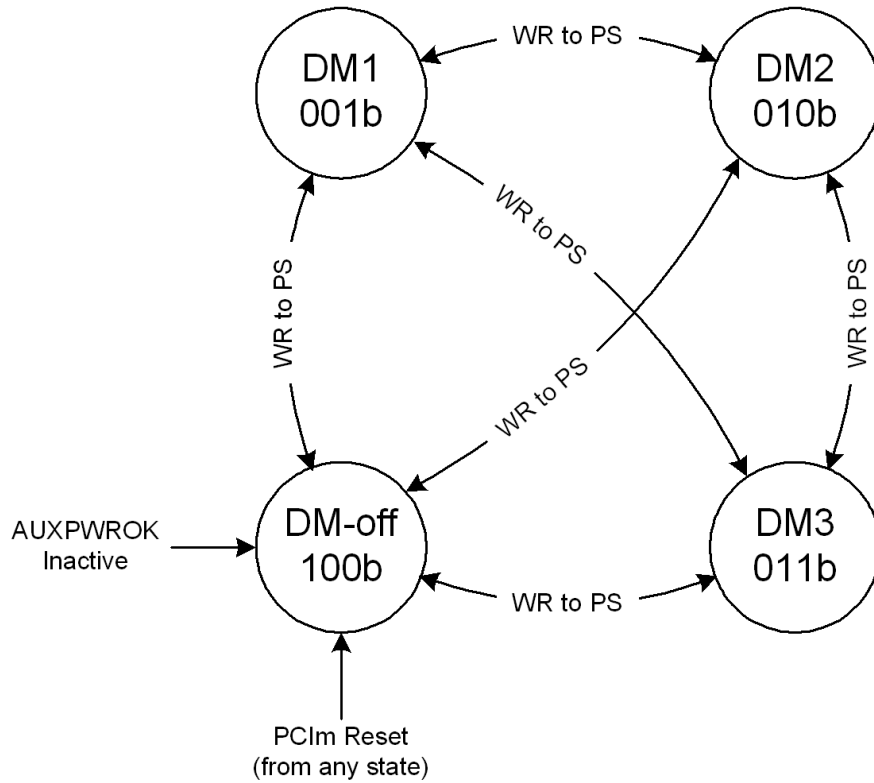 WR to PS
DM1
001b
DM2
010b
WR to PS
WR to PS
WR to PS
WR to PS
DM-off
100b
DM3
011b
AUXPWROK
Inactive
WR to PS
PCIm Reset
(from any state)